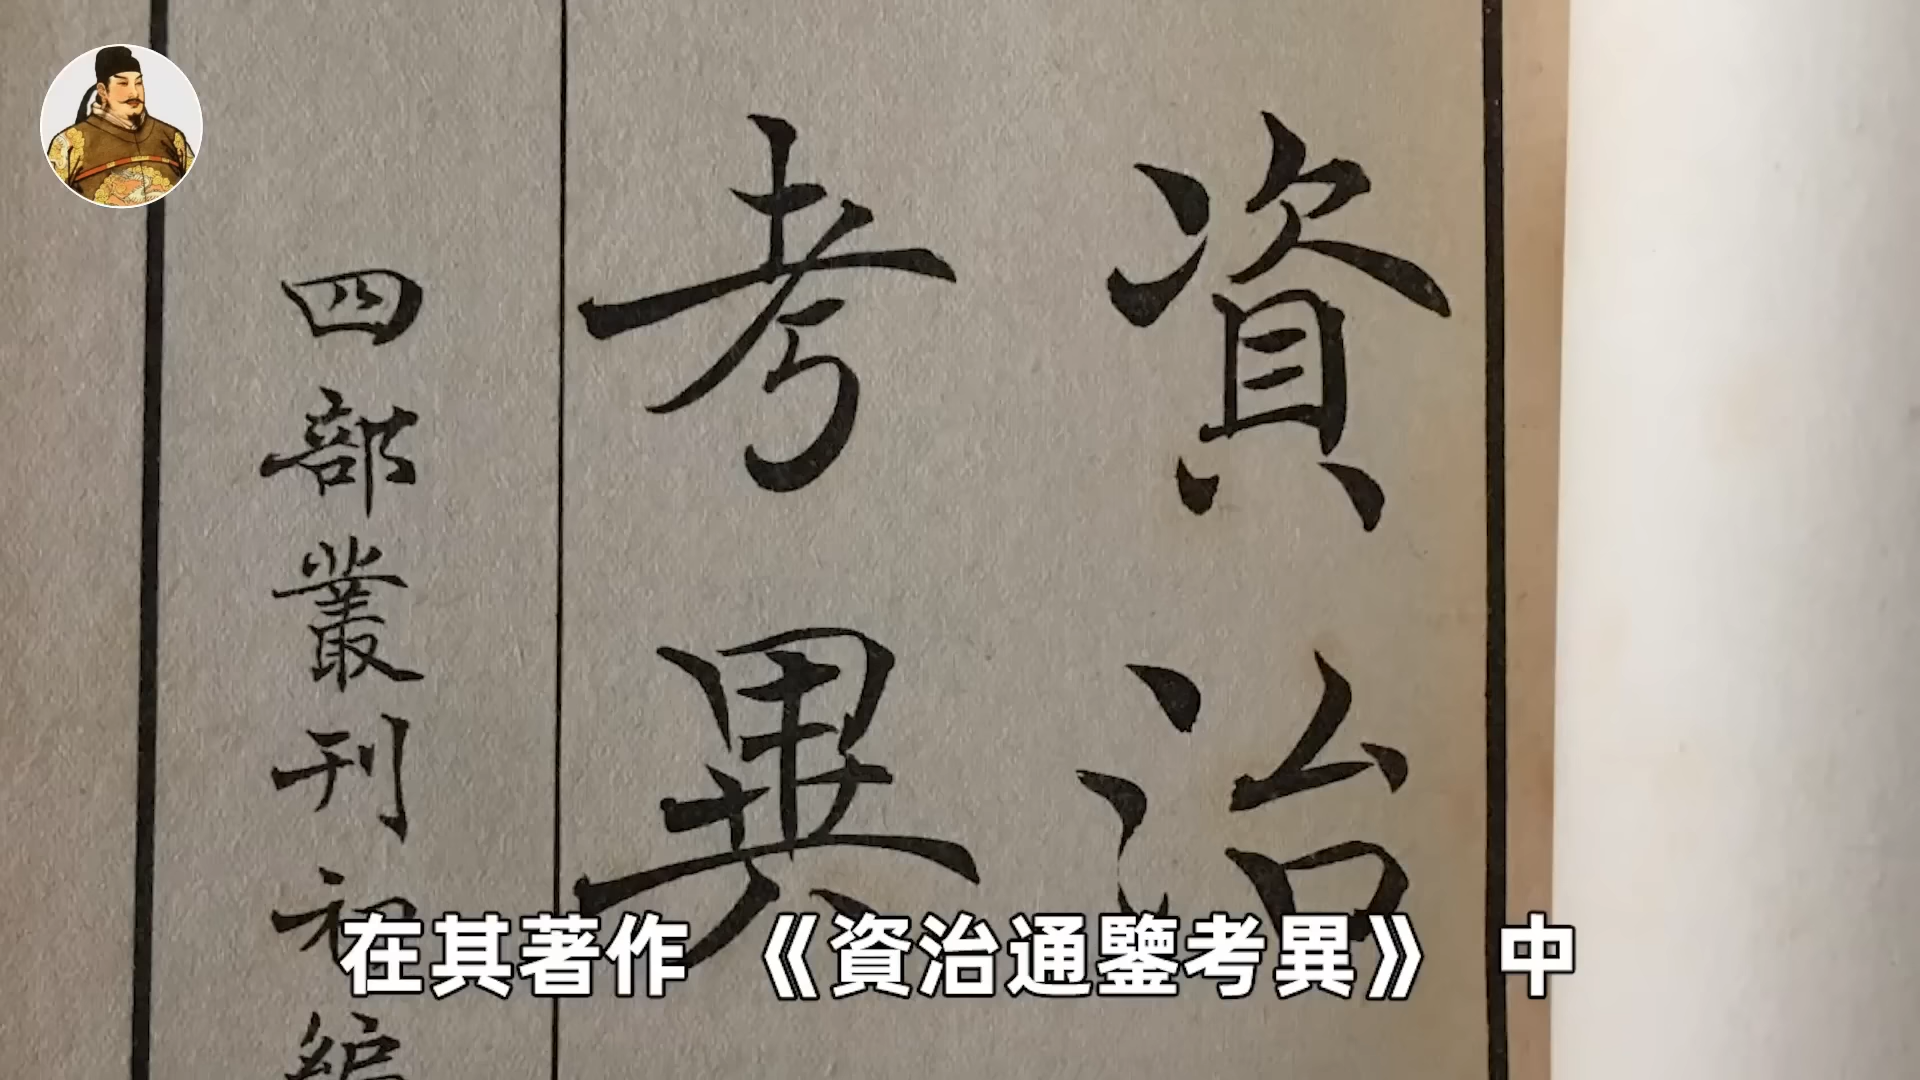 資治
考異
四部叢刊初編
在其著作《資治通鑒考異》中